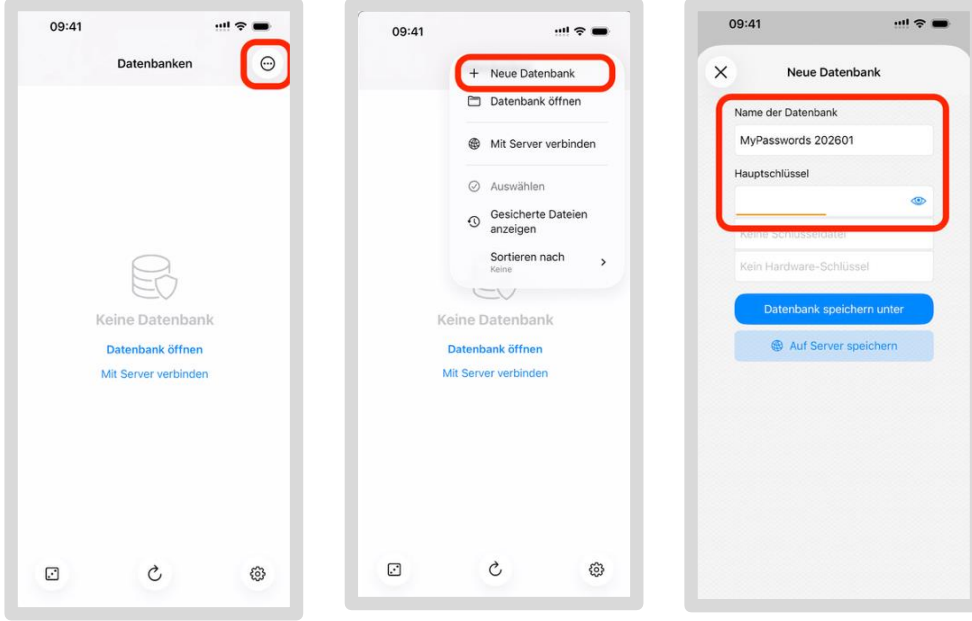 09:41
Datenbanken
Keine Datenbank
Datenbank öffnen
Mit Server verbinden
09:41
Neue Datenbank
Datenbank öffnen
Mit Server verbinden
Auswählen
Gesicherte Dateien
anzeigen
Sortieren nach
Keine
Keine Datenbank
Datenbank öffnen
Mit Server verbinden
09:41
Neue Datenbank
Name der Datenbank
MyPasswords 202601
Hauptschlüssel
Keine Schlüsseldatei
Kein Hardware-Schlüssel
Datenbank speichern unter
Auf Server speichern